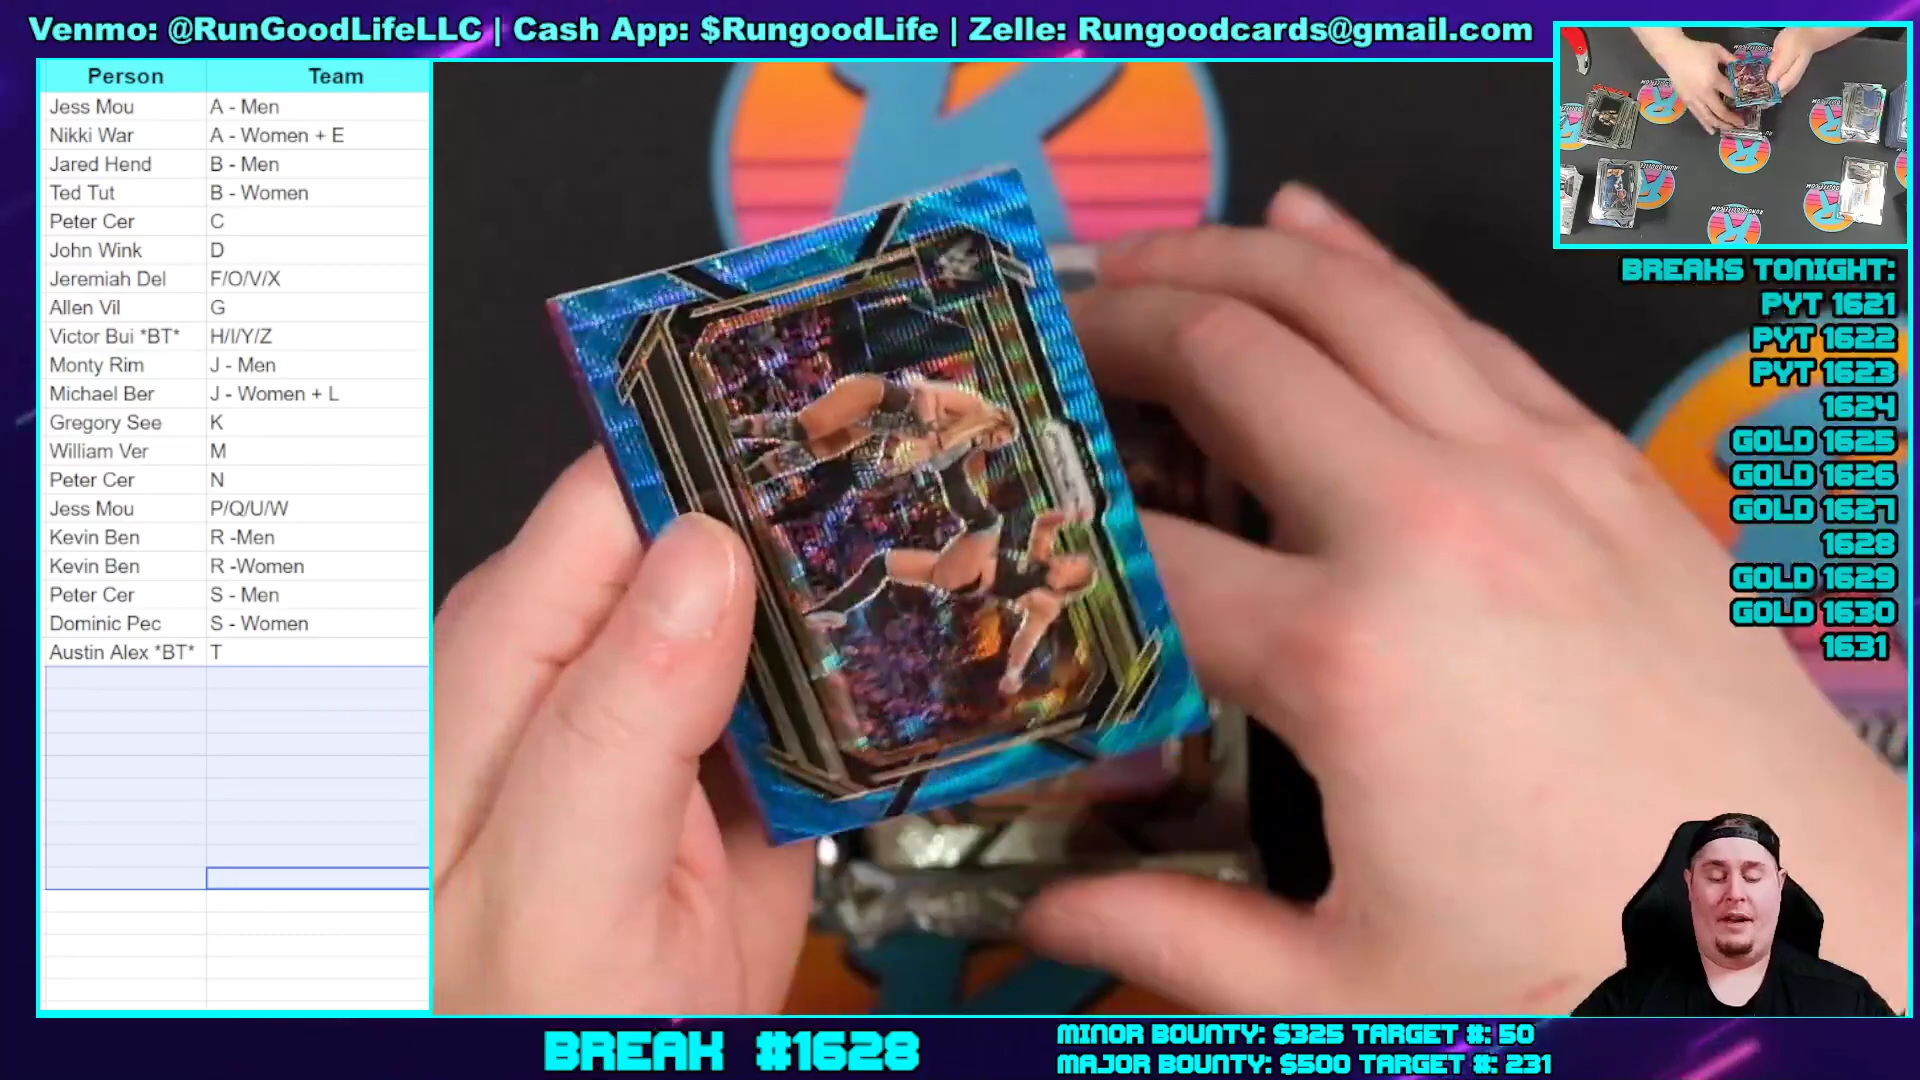 Venmo: @RunGoodLifeLLC | Cash App: $RungoodLife | Zelle: Rungoodcards@gmail.com
Person Team
Jess Mou A - Men
Nikki War A - Women + E
Jared Hend B - Men
Ted Tut B - Women
Peter Cer C
John Wink D
Jeremiah Del F/O/V/X
Allen Vil G
Victor Bui *BT* H/I/Y/Z
Monty Rim J - Men
Michael Ber J - Women + L
Gregory See K
William Ver M
Peter Cer N
Jess Mou P/Q/U/W
Kevin Ben R -Men
Kevin Ben R -Women
Peter Cer S - Men
Dominic Pec S - Women
Austin Alex *BT* T
BREAKS TONIGHT:
PYT 1621
PYT 1622
PYT 1623
1624
GOLD 1625
GOLD 1626
GOLD 1627
1628
GOLD 1629
GOLD 1630
1631
BREAK #1628
MINOR BOUNTY: $325 TARGET #: 50
MAJOR BOUNTY: $500 TARGET #: 231